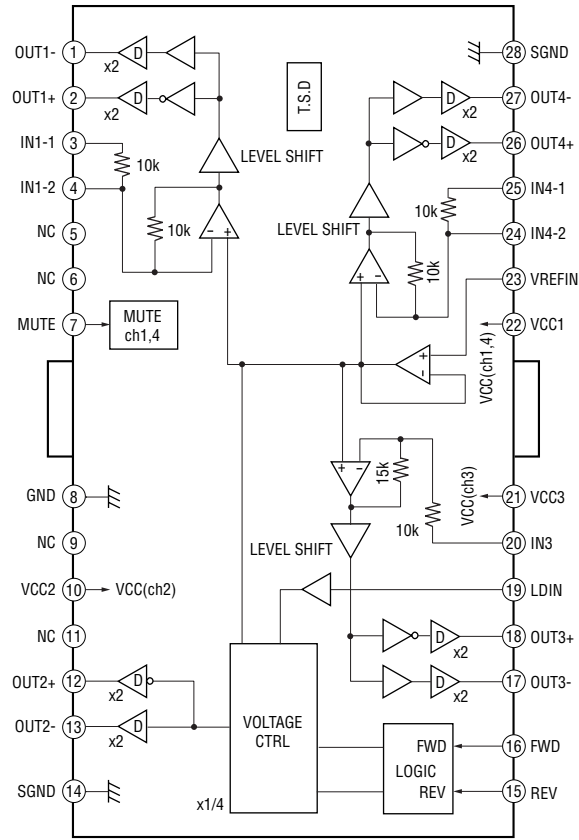 OUT1-
1
D
x2
OUT1+
2
D
x2
IN1-1
3
10k
IN1-2
4
10k
LEVEL SHIFT
- +
NC
5
NC
6
MUTE
7
MUTE
ch1,4
GND
8
NC
9
VCC2
10
VCC(ch2)
NC
11
OUT2+
12
D
x2
OUT2-
13
D
x2
SGND
14
T.S.D
28
SGND
D
x2
27
OUT4-
D
x2
26
OUT4+
25
IN4-1
10k
24
IN4-2
LEVEL SHIFT
10k
+ -
23
VREFIN
+
-
VCC(ch1,4)
22
VCC1
+ -
15k
VCC(ch3)
21
VCC3
10k
20
IN3
LEVEL SHIFT
19
LDIN
D
x2
18
OUT3+
D
x2
17
OUT3-
VOLTAGE
CTRL
x1/4
FWD
LOGIC
REV
16
FWD
15
REV